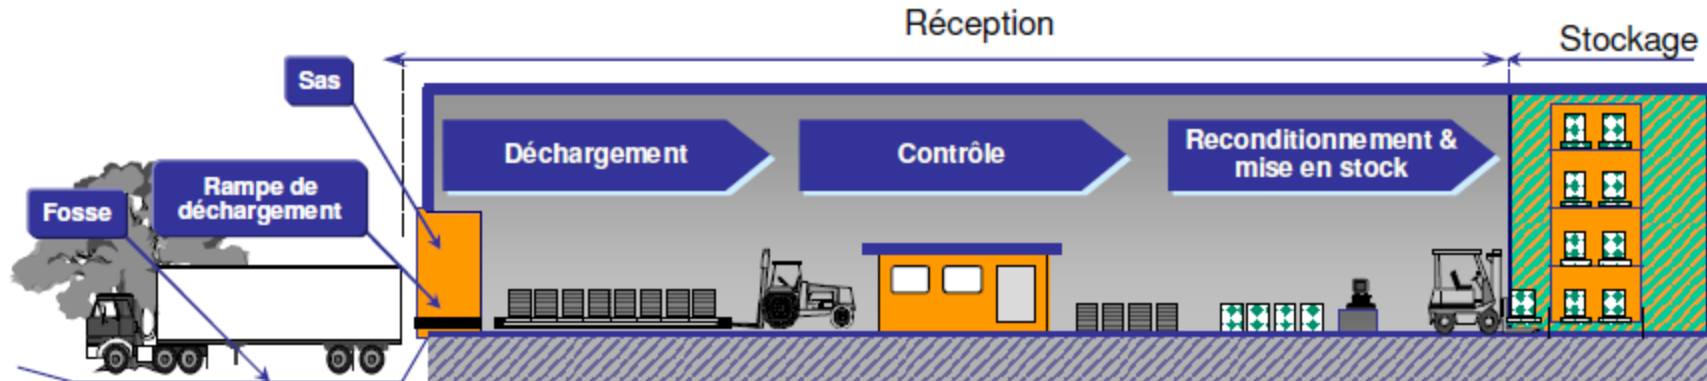 Réception
Stockage
Sas
Déchargement
Contrôle
Reconditionnement &
mise en stock
Rampe de
déchargement
Fosse